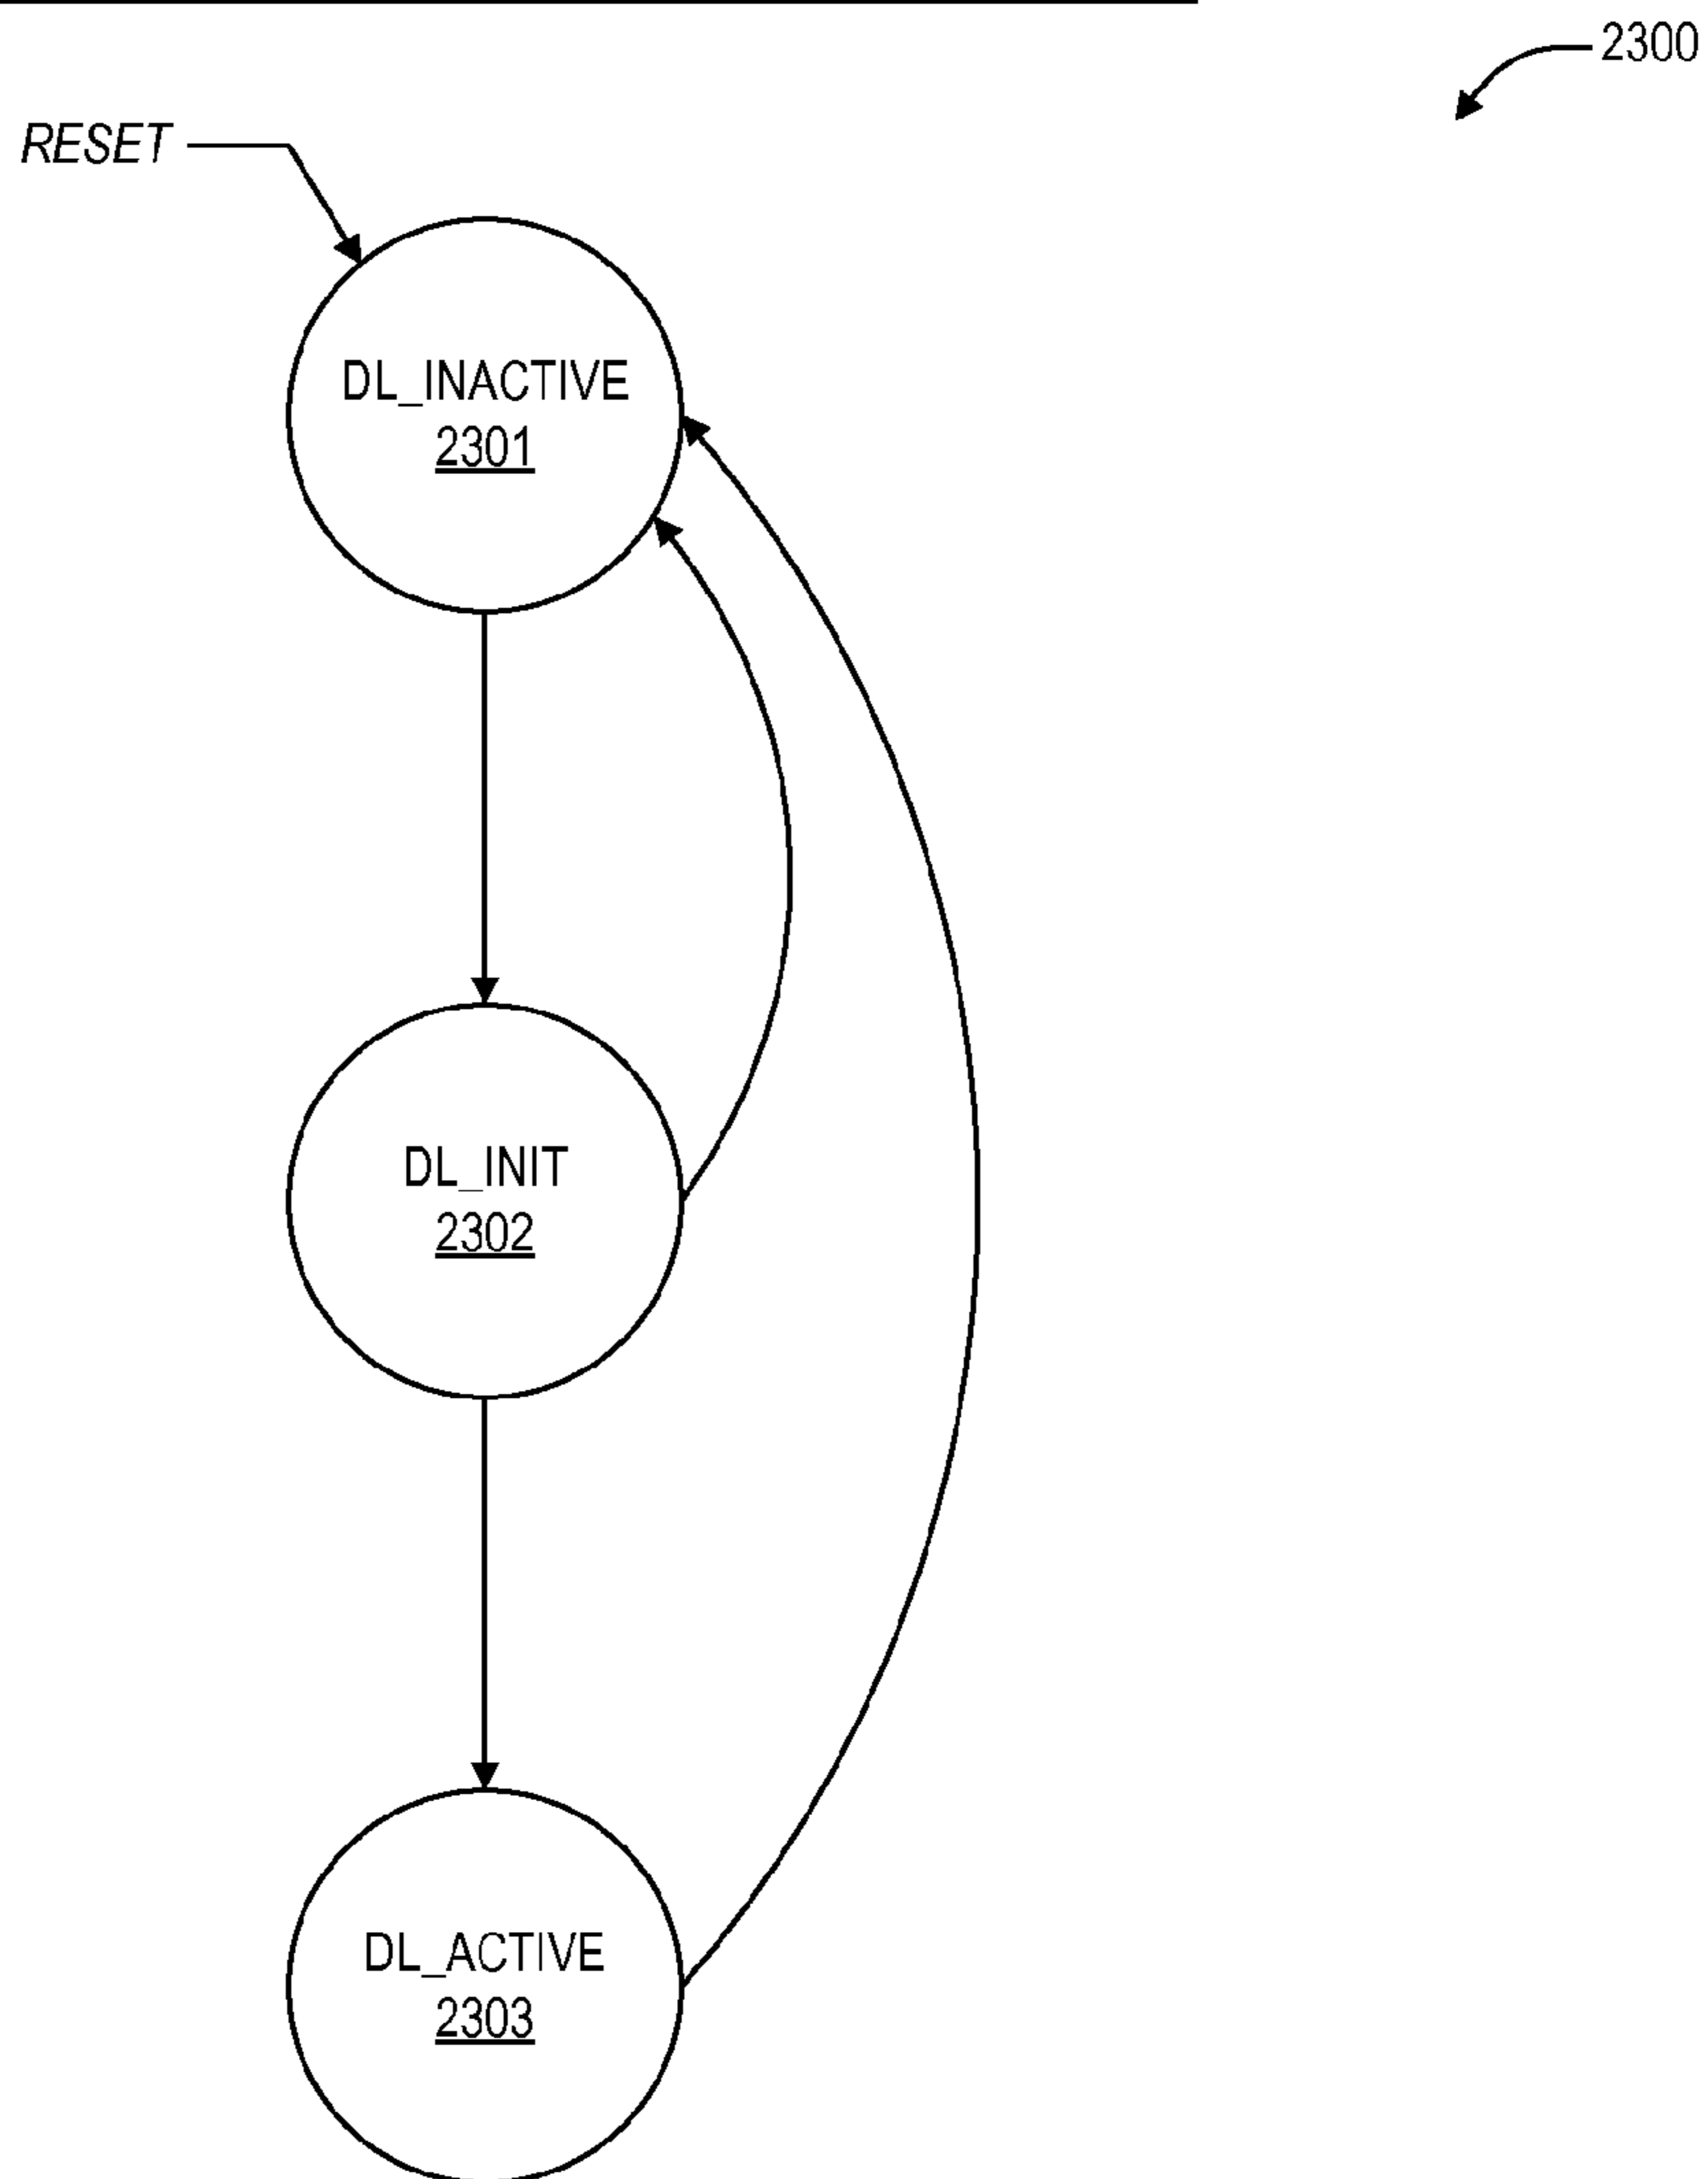 2300
RESET
DL_INACTIVE
2301
DL_INIT
2302
DL_ACTIVE
2303